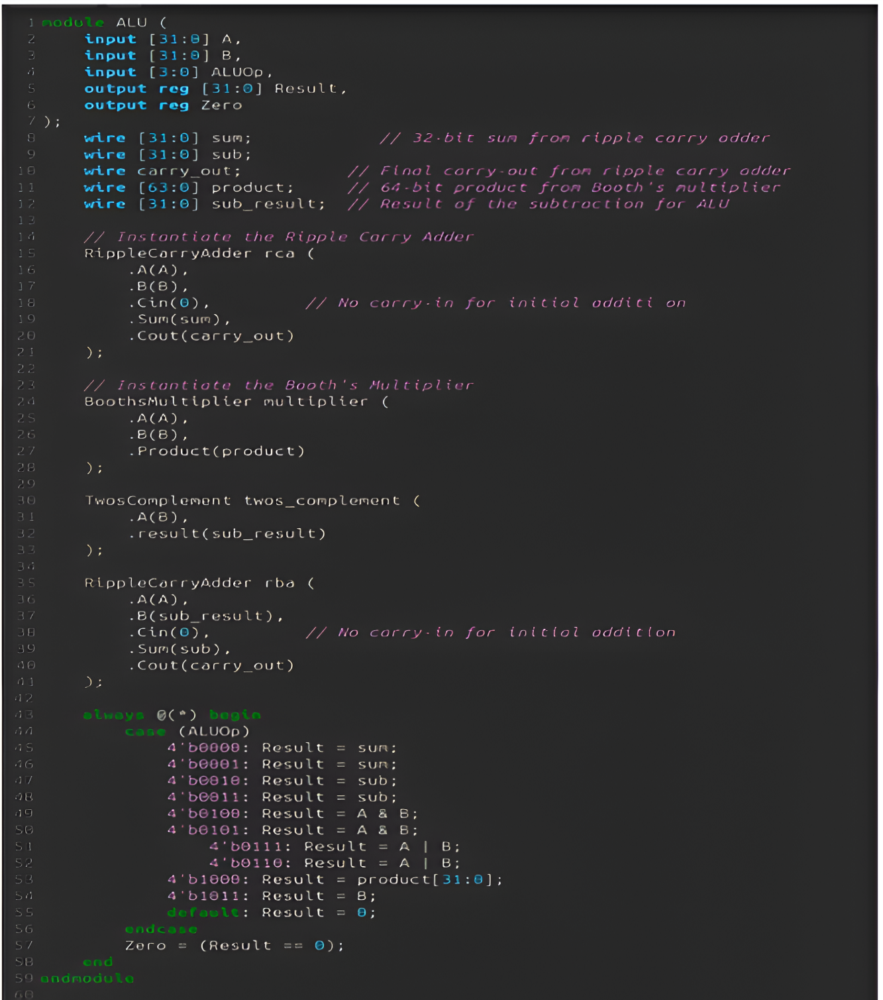 1 module ALU (
2 input [31:0] A,
3 input [31:0] B,
4 input [3:0] ALUOp,
5 output reg [31:0] Result,
6 output reg Zero
7 );
8 wire [31:0] sum; // 32-bit sum from ripple carry adder
9 wire [31:0] sub;
10 wire carry_out; // Final carry-out from ripple carry adder
11 wire [63:0] product; // 64-bit product from Booth's multiplier
12 wire [31:0] sub_result; // Result of the subtraction for ALU
13
14 // Instantiate the Ripple Carry Adder
15 RippleCarryAdder rca (
16 .A(A),
17 .B(B),
18 .Cin(0), // No carry-in for initial additi on
19 .Sum(sum),
20 .Cout(carry_out)
21 );
22
23 // Instantiate the Booth's Multiplier
24 BoothsMultiplier multiplier (
25 .A(A),
26 .B(B),
27 .Product(product)
28 );
29
30 TwosComplement twos_complement (
31 .A(B),
32 .result(sub_result)
33 );
34
35 RippleCarryAdder rba (
36 .A(A),
37 .B(sub_result),
38 .Cin(0), // No carry-in for initial addition
39 .Sum(sub),
40 .Cout(carry_out)
41 );
42
43 always @(*) begin
44 case (ALUOp)
45 4'b0000: Result = sum;
46 4'b0001: Result = sum;
47 4'b0010: Result = sub;
48 4'b0011: Result = sub;
49 4'b0100: Result = A & B;
50 4'b0101: Result = A & B;
51 4'b0111: Result = A | B;
52 4'b0110: Result = A | B;
53 4'b1000: Result = product[31:0];
54 4'b1011: Result = B;
55 default: Result = 0;
56 endcase
57 Zero = (Result == 0);
58 end
59 endmodule
60